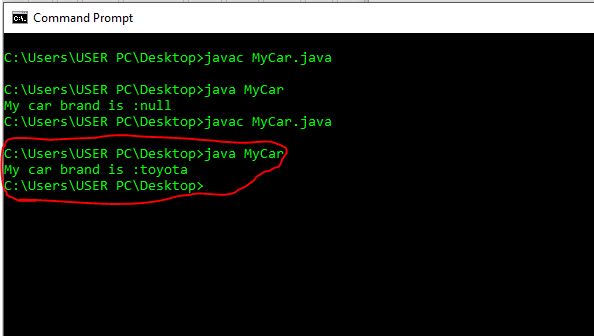 Command Prompt
C:\Users\USER PC\Desktop>javac MyCar.java
C:\Users\USER PC\Desktop>java MyCar
My car brand is :null
C:\Users\USER PC\Desktop>javac MyCar.java
C:\Users\USER PC\Desktop>java MyCar
My car brand is :toyota
C:\Users\USER PC\Desktop>